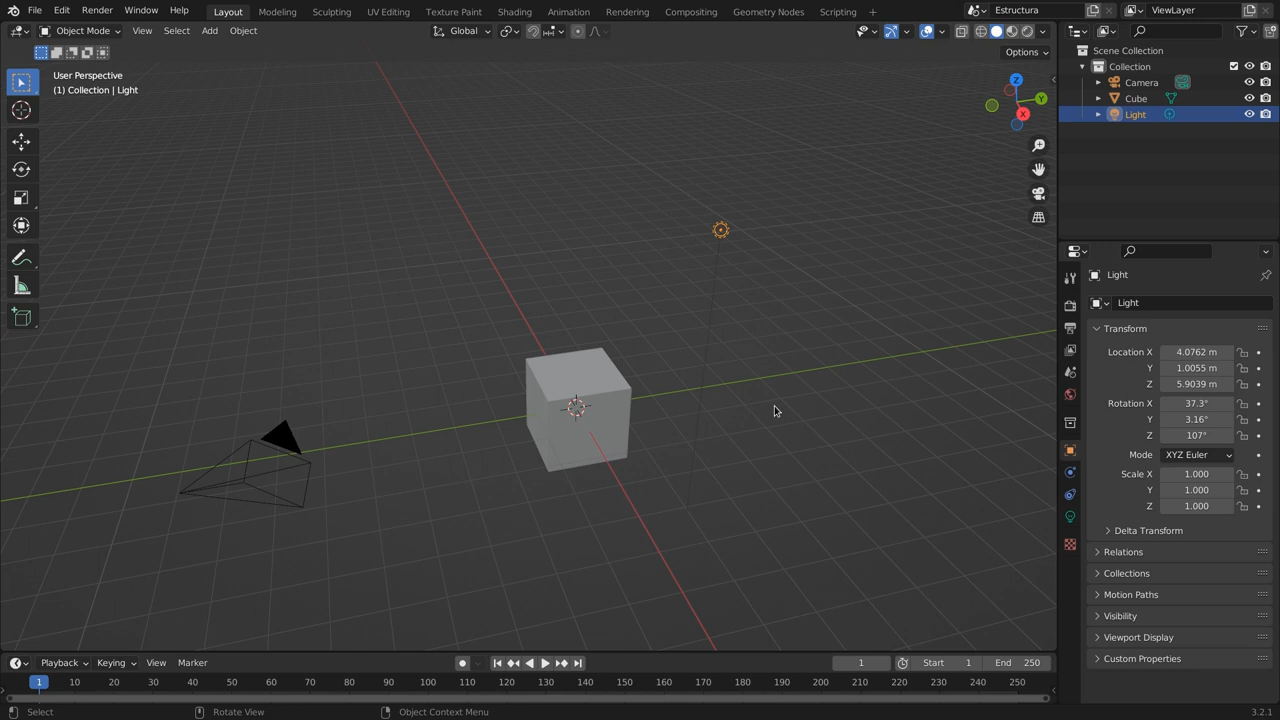 File Edit Render Window Help Layout Modeling Sculpting UV Editing Texture Paint Shading Animation Rendering Compositing Geometry Nodes Scripting + Estructura ViewLayer
Object Mode View Select Add Object Global
Options
User Perspective
(1) Collection | Light
Z
Y
X
Scene Collection
Collection
Camera
Cube
Light
Light
Light
Transform
Location X 4.0762 m
Y 1.0055 m
Z 5.9039 m
Rotation X 37.3°
Y 3.16°
Z 107°
Mode XYZ Euler
Scale X 1.000
Y 1.000
Z 1.000
Delta Transform
Relations
Collections
Motion Paths
Visibility
Viewport Display
Custom Properties
Playback Keying View Marker 1 Start 1 End 250
1 10 20 30 40 50 60 70 80 90 100 110 120 130 140 150 160 170 180 190 200 210 220 230 240 250
Select Rotate View Object Context Menu 3.2.1